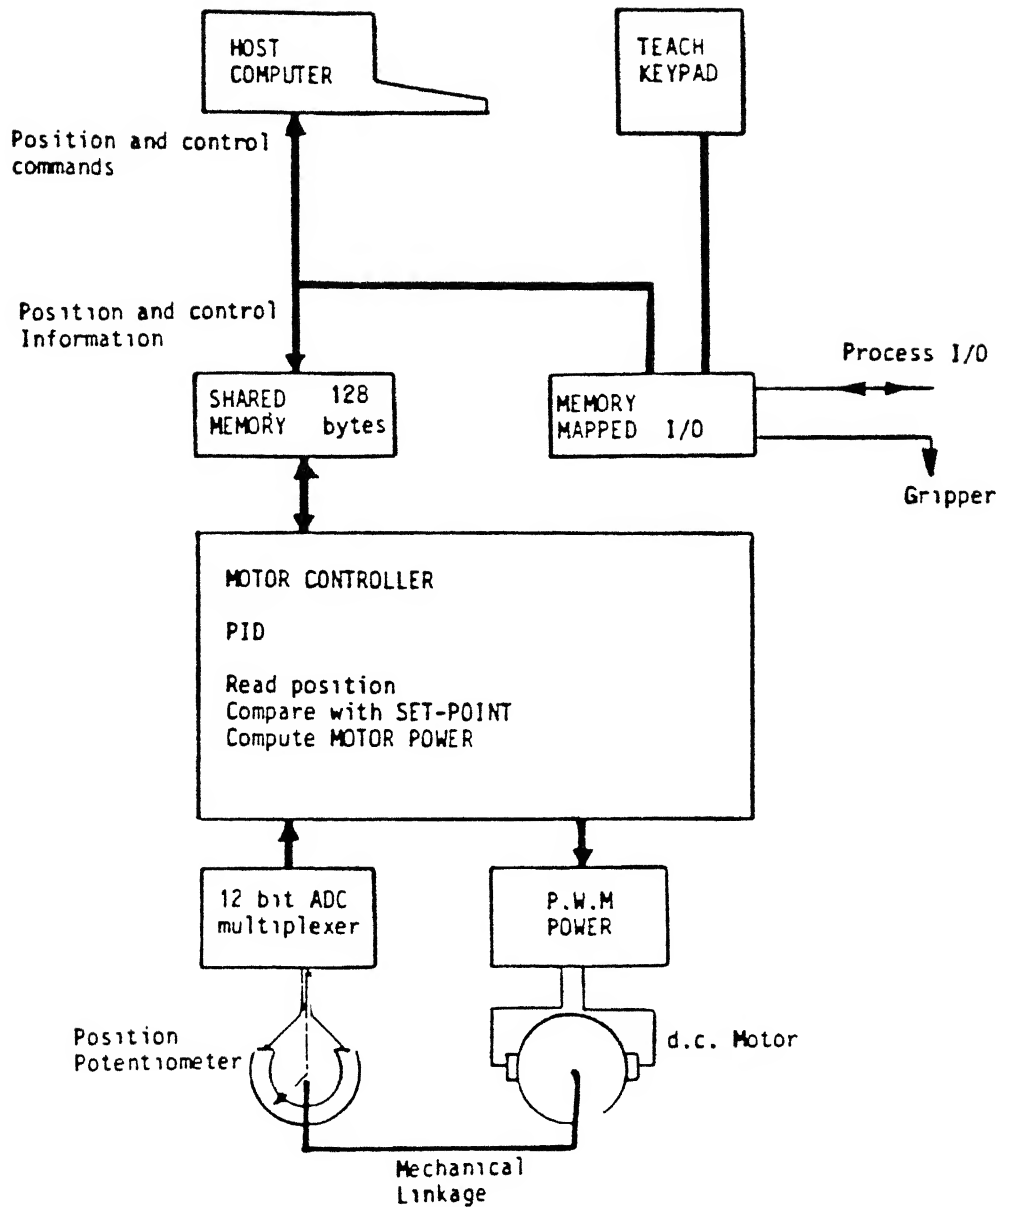 HOST
COMPUTER
TEACH
KEYPAD
Position and control
commands
Position and control
Information
Process I/O
SHARED 128
MEMORY bytes
MEMORY
MAPPED I/O
Gripper
MOTOR CONTROLLER
PID
Read position
Compare with SET-POINT
Compute MOTOR POWER
12 bit ADC
multiplexer
P.W.M
POWER
Position
Potentiometer
d.c. Motor
Mechanical
Linkage